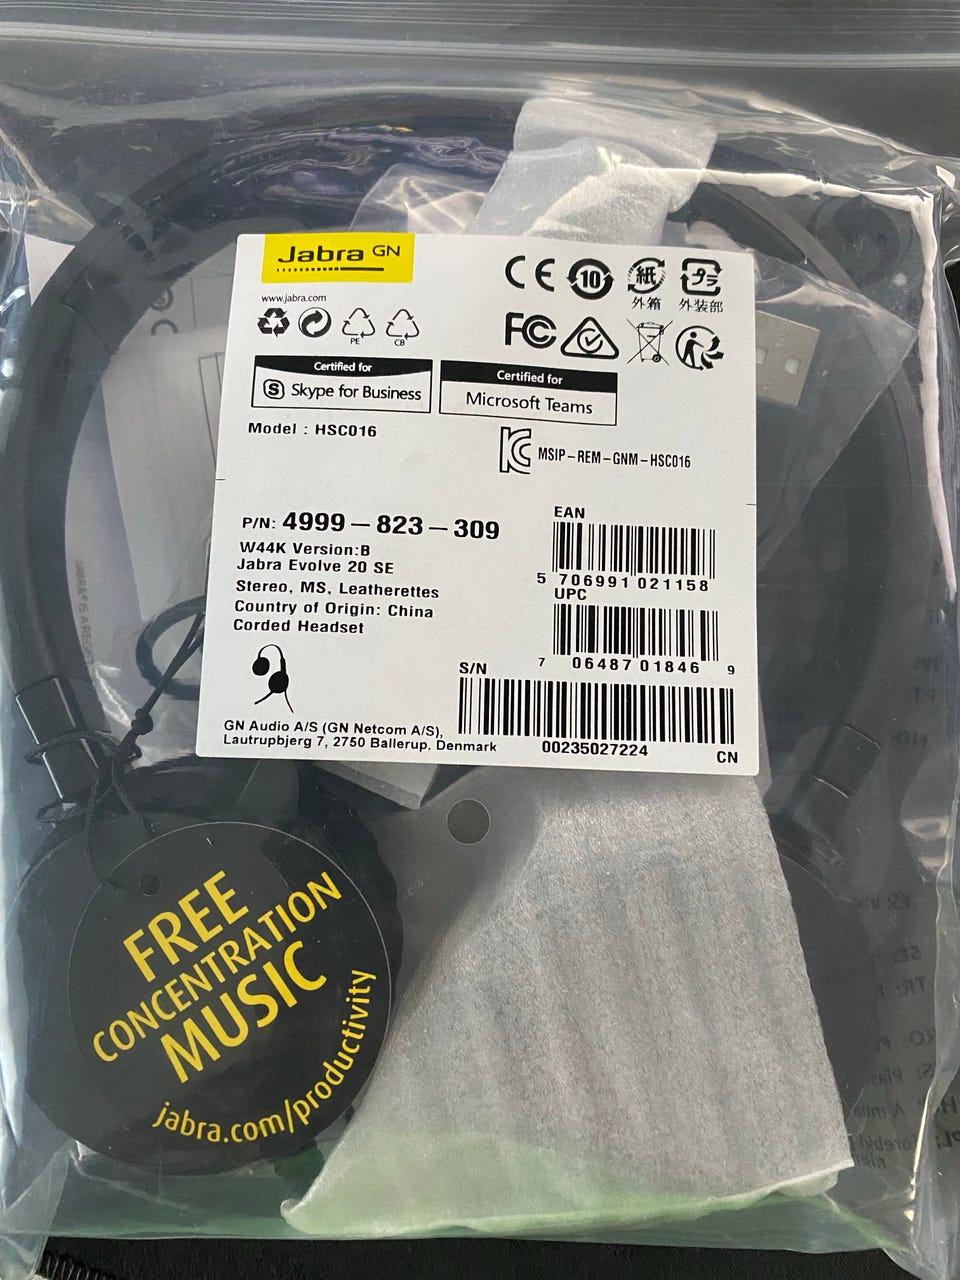 Jabra GN
www.jabra.com
PE
CB
10
紙
外箱
プラ
外装部
CE
FC
Certified for
Skype for Business
Certified for
Microsoft Teams
Model : HSC016
MSIP-REM-GNM-HSC016
P/N: 4999-823-309
W44K Version:B
Jabra Evolve 20 SE
Stereo, MS, Leatherettes
Country of Origin: China
Corded Headset
EAN
5 706991 021158
UPC
7 06487 01846 9
S/N
00235027224
CN
GN Audio A/S (GN Netcom A/S),
Lautrupbjerg 7, 2750 Ballerup, Denmark
FREE
CONCENTRATION
MUSIC
jabra.com/productivity